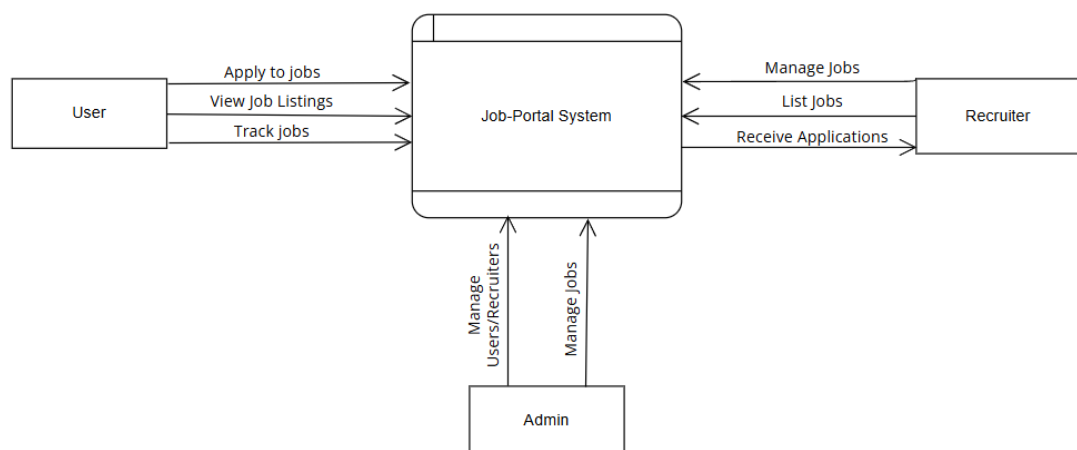 Apply to jobs
View Job Listings
Track jobs
User
Job-Portal System
Manage Jobs
List Jobs
Receive Applications
Recruiter
Manage
Users/Recruiters
Manage Jobs
Admin